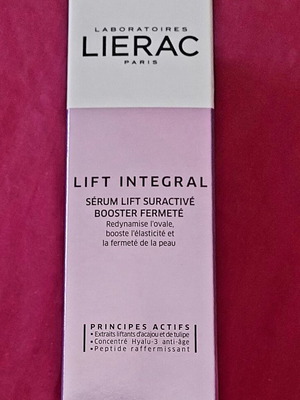 LABORATOIRES
LIERAC
PARIS
LIFT INTEGRAL
SÉRUM LIFT SURACTIVÉ
BOOSTER FERMETÉ
Redynamise l'ovale,
booste l'élasticité et
la fermeté de la peau
PRINCIPES ACTIFS
• Extraits liftants d'acajou et de tulipe
• Concentré Hyalu-3 anti-âge
• Peptide raffermissant